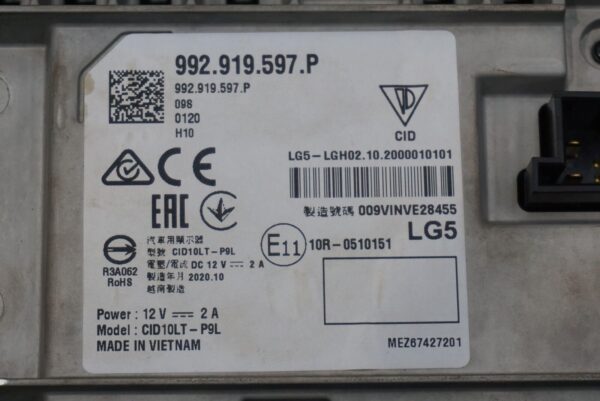 992.919.597.P
992.919.597.P
098
0120
H10
CID
LG5-LGH02.10.2000010101
製造號碼 009VINVE28455
LG5
CE
EAC
E11
10R-0510151
R3A062
RoHS
汽車用顯示器
型號 CID10LT-P9L
電壓/電流 DC 12 V ⎓ 2 A
製造年月 2020.10
越南製造
Power: 12 V ⎓ 2 A
Model: CID10LT-P9L
MADE IN VIETNAM
MEZ67427201